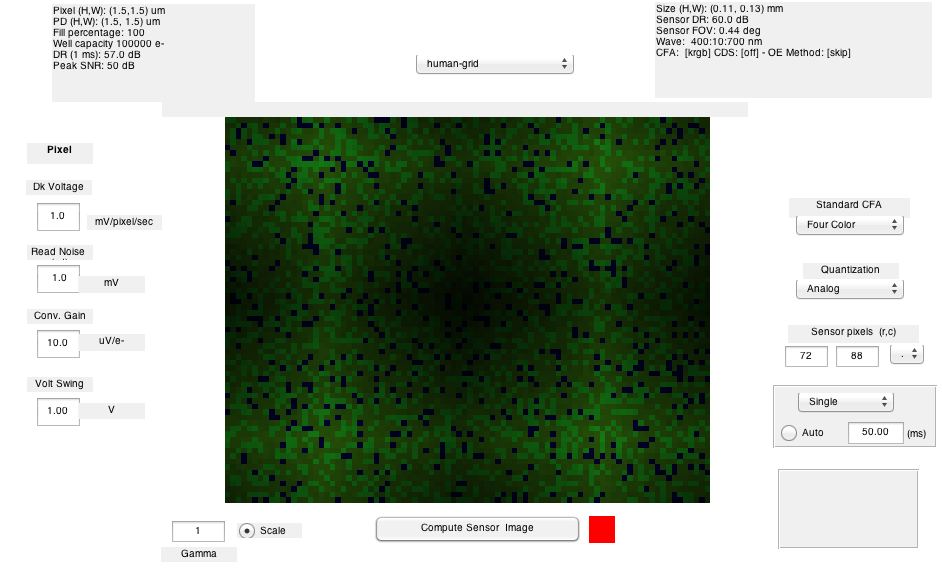 Pixel (H,W): (1.5,1.5) um
PD (H,W): (1.5, 1.5) um
Fill percentage: 100
Well capacity 100000 e-
DR (1 ms): 57.0 dB
Peak SNR: 50 dB
human-grid
Size (H,W): (0.11, 0.13) mm
Sensor DR: 60.0 dB
Sensor FOV: 0.44 deg
Wave: 400:10:700 nm
CFA: [krgb] CDS: [off] - OE Method: [skip]
Pixel
Dk Voltage
1.0 mV/pixel/sec
Read Noise
1.0 mV
Conv. Gain
10.0 uV/e-
Volt Swing
1.00 V
Standard CFA
Four Color
Quantization
Analog
Sensor pixels (r,c)
72 88 .
Single
Auto 50.00 (ms)
1 Scale
Gamma
Compute Sensor Image